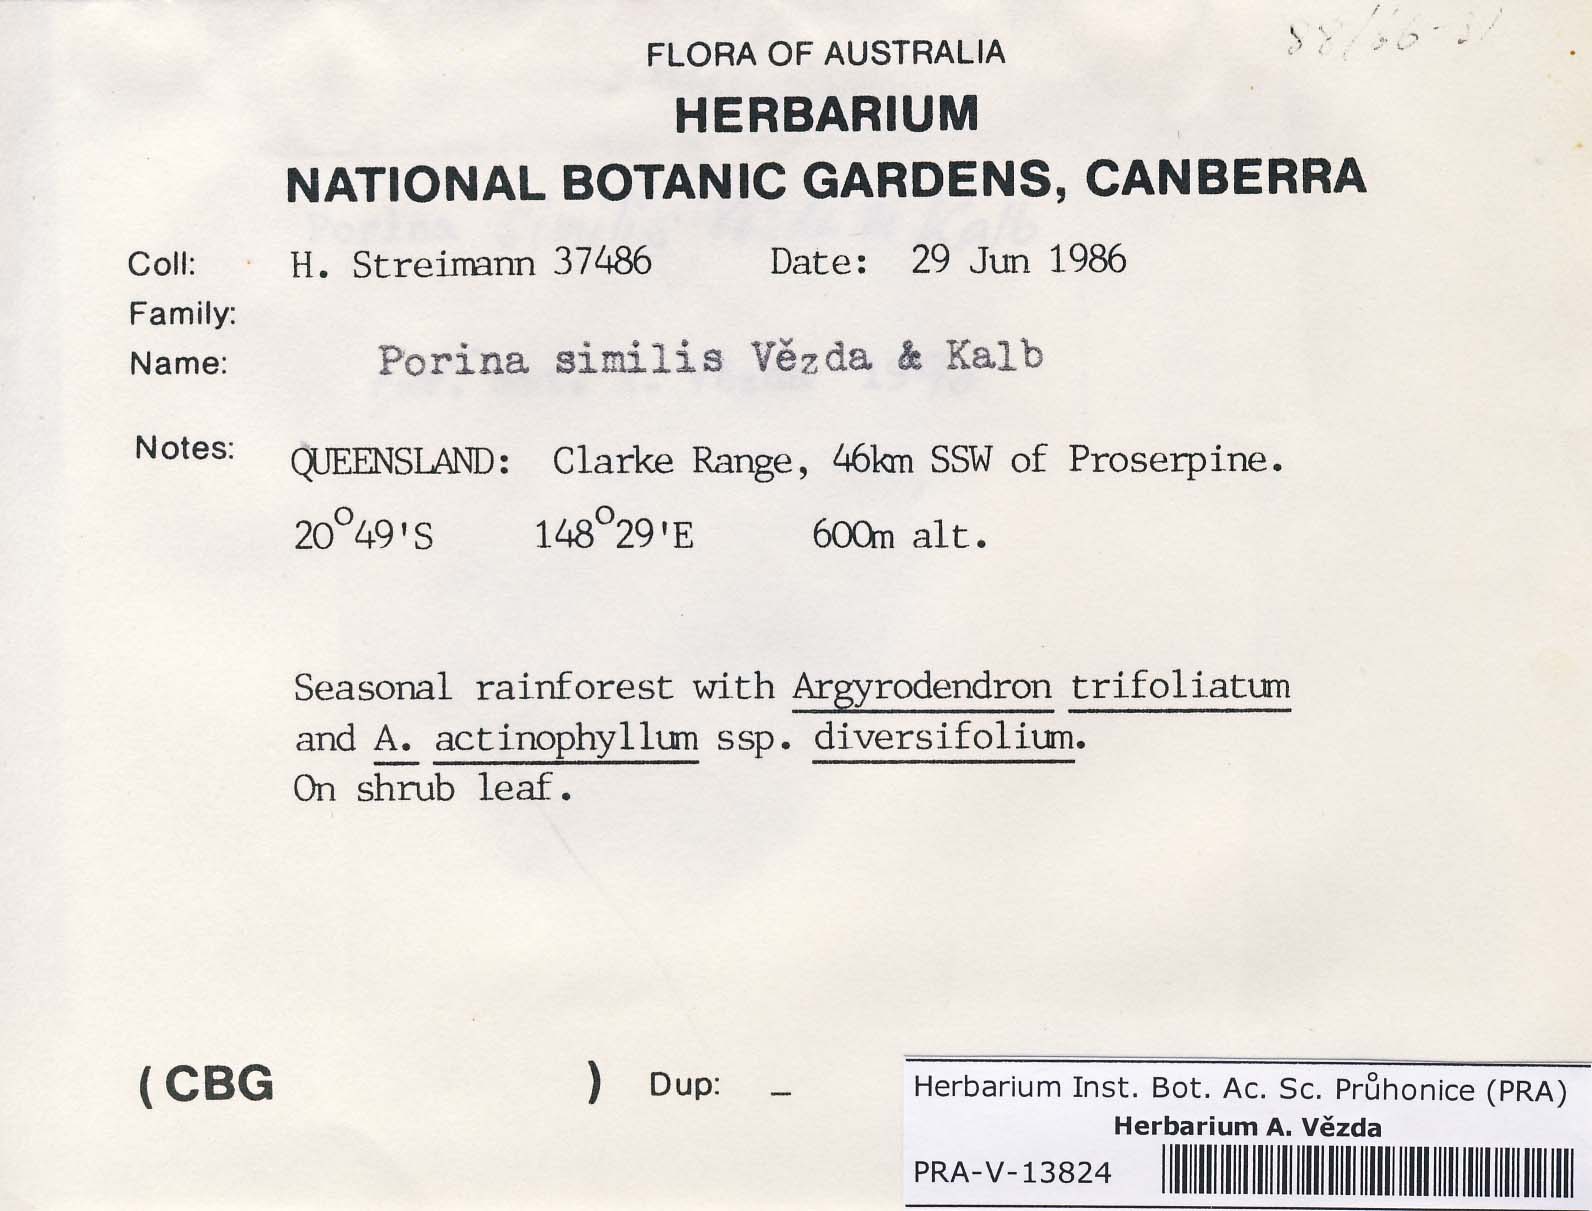 FLORA OF AUSTRALIA
HERBARIUM
NATIONAL BOTANIC GARDENS, CANBERRA
Coll: H. Streimann 37486 Date: 29 Jun 1986
Family:
Name: Porina similis Vězda & Kalb
Notes: QUEENSLAND: Clarke Range, 46km SSW of Proserpine.
20°49'S 148°29'E 600m alt.
Seasonal rainforest with Argyrodendron trifoliatum
and A. actinophyllum ssp. diversifolium.
On shrub leaf.
(CBG ) Dup: –
Herbarium Inst. Bot. Ac. Sc. Průhonice (PRA)
Herbarium A. Vězda
PRA-V-13824